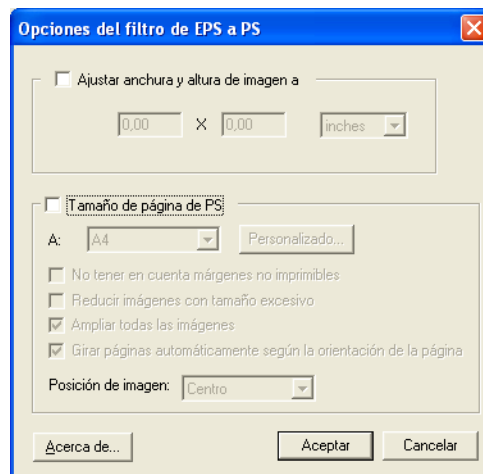 Opciones del filtro de EPS a PS
Ajustar anchura y altura de imagen a
0,00 X 0,00 inches
Tamaño de página de PS
A: A4 Personalizado...
No tener en cuenta márgenes no imprimibles
Reducir imágenes con tamaño excesivo
Ampliar todas las imágenes
Girar páginas automáticamente según la orientación de la página
Posición de imagen: Centro
Acerca de... Aceptar Cancelar